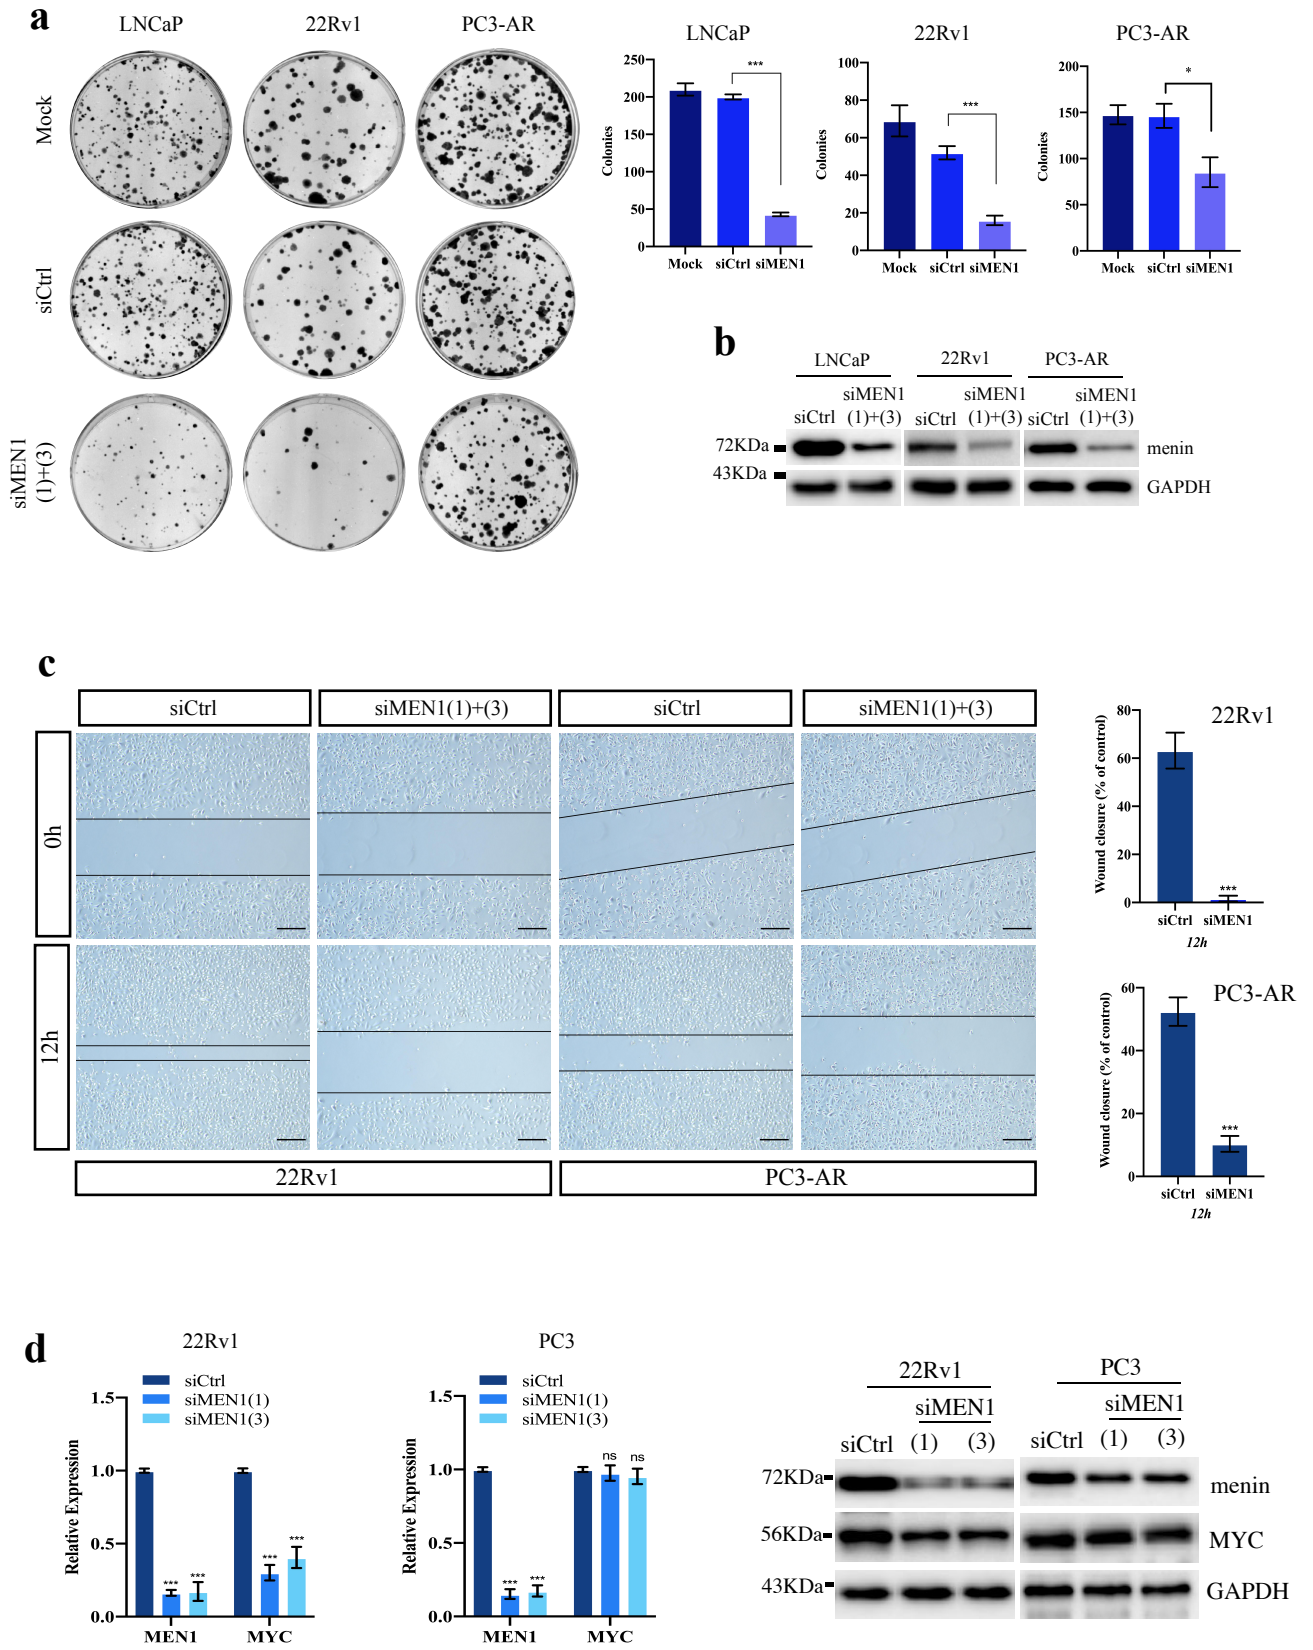 a
LNCaP 22Rv1 PC3-AR
Mock
siCtrl
siMEN1
(1)+(3)
LNCaP
Colonies
250
200
150
100
50
0
***
Mock siCtrl siMEN1
22Rv1
Colonies
100
80
60
40
20
0
***
Mock siCtrl siMEN1
PC3-AR
Colonies
200
150
100
50
0
*
Mock siCtrl siMEN1
b
LNCaP 22Rv1 PC3-AR
siMEN1 siMEN1 siMEN1
siCtrl (1)+(3) siCtrl (1)+(3) siCtrl (1)+(3)
72KDa menin
43KDa
GAPDH
c
siCtrl siMEN1(1)+(3) siCtrl siMEN1(1)+(3)
0h
12h
22Rv1 PC3-AR
22Rv1
Wound closure (% of control)
80
60
40
20
0
***
siCtrl siMEN1
12h
PC3-AR
Wound closure (% of control)
60
40
20
0
***
siCtrl siMEN1
12h
d
22Rv1
siCtrl
siMEN1(1)
siMEN1(3)
Relative Expression
1.5
1.0
0.5
0.0
*** *** *** ***
MEN1 MYC
PC3
siCtrl
siMEN1(1)
siMEN1(3)
Relative Expression
1.5
1.0
0.5
0.0
*** *** ns ns
MEN1 MYC
22Rv1 PC3
siMEN1 siMEN1
siCtrl (1) (3) siCtrl (1) (3)
72KDa menin
56KDa MYC
43KDa GAPDH